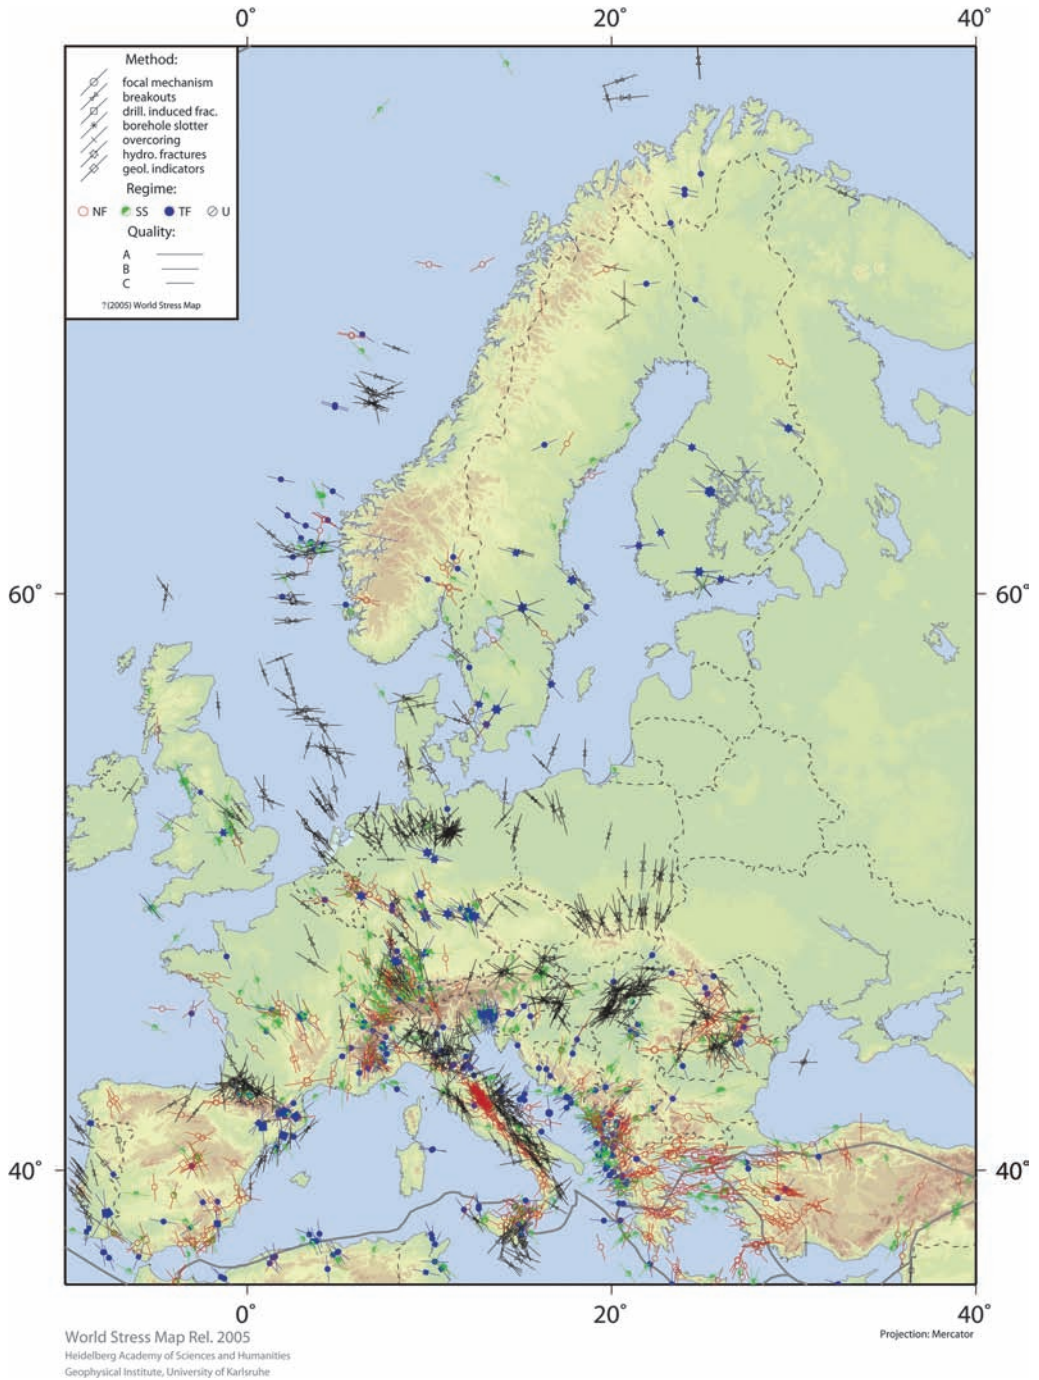 0° 20° 40°
Method:
focal mechanism
breakouts
drill. induced frac.
borehole slotter
overcoring
hydro. fractures
geol. indicators
Regime:
NF SS TF U
Quality:
A
B
C
?(2005) World Stress Map
60° 60°
40° 40°
0° 20° 40°
World Stress Map Rel. 2005
Projection: Mercator
Heidelberg Academy of Sciences and Humanities
Geophysical Institute, University of Karlsruhe